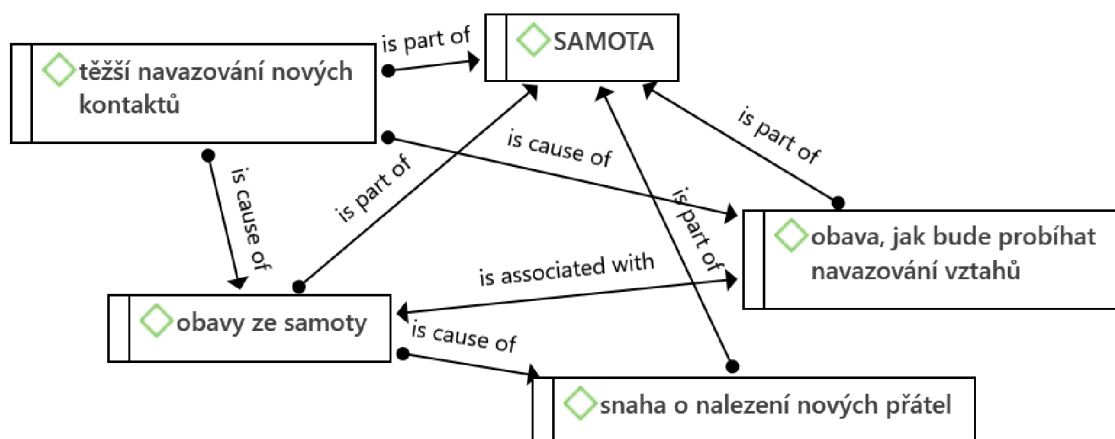 is part of
SAMOTA
těžší navazování nových
kontaktů
is cause of
is part of
is cause of
is part of
is part of
obava, jak bude probíhat
navazování vztahů
is associated with
obavy ze samoty
is cause of
snaha o nalezení nových přátel